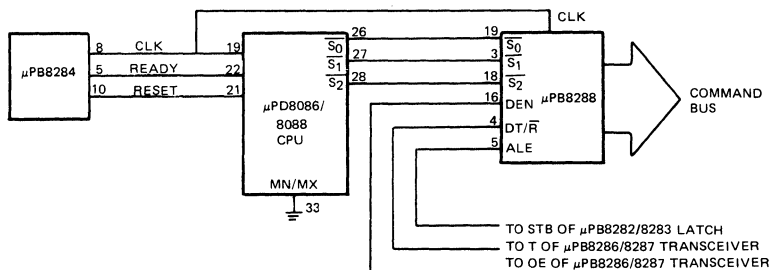 CLK
26
19
8
CLK
19
S0
S0
μPB8284
5
READY
22
S1
27
3
S1
10
RESET
21
S2
28
18
S2
μPD8086/
8088
CPU
16
DEN
μPB8288
4
DT/R
5
ALE
COMMAND
BUS
MN/MX
33
TO STB OF μPB8282/8283 LATCH
TO T OF μPB8286/8287 TRANSCEIVER
TO OE OF μPB8286/8287 TRANSCEIVER